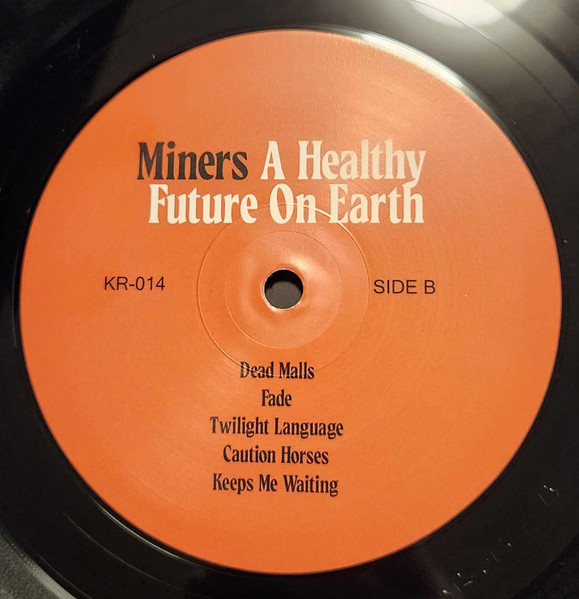 Miners A Healthy
Future On Earth
KR-014
SIDE B
Dead Malls
Fade
Twilight Language
Caution Horses
Keeps Me Waiting